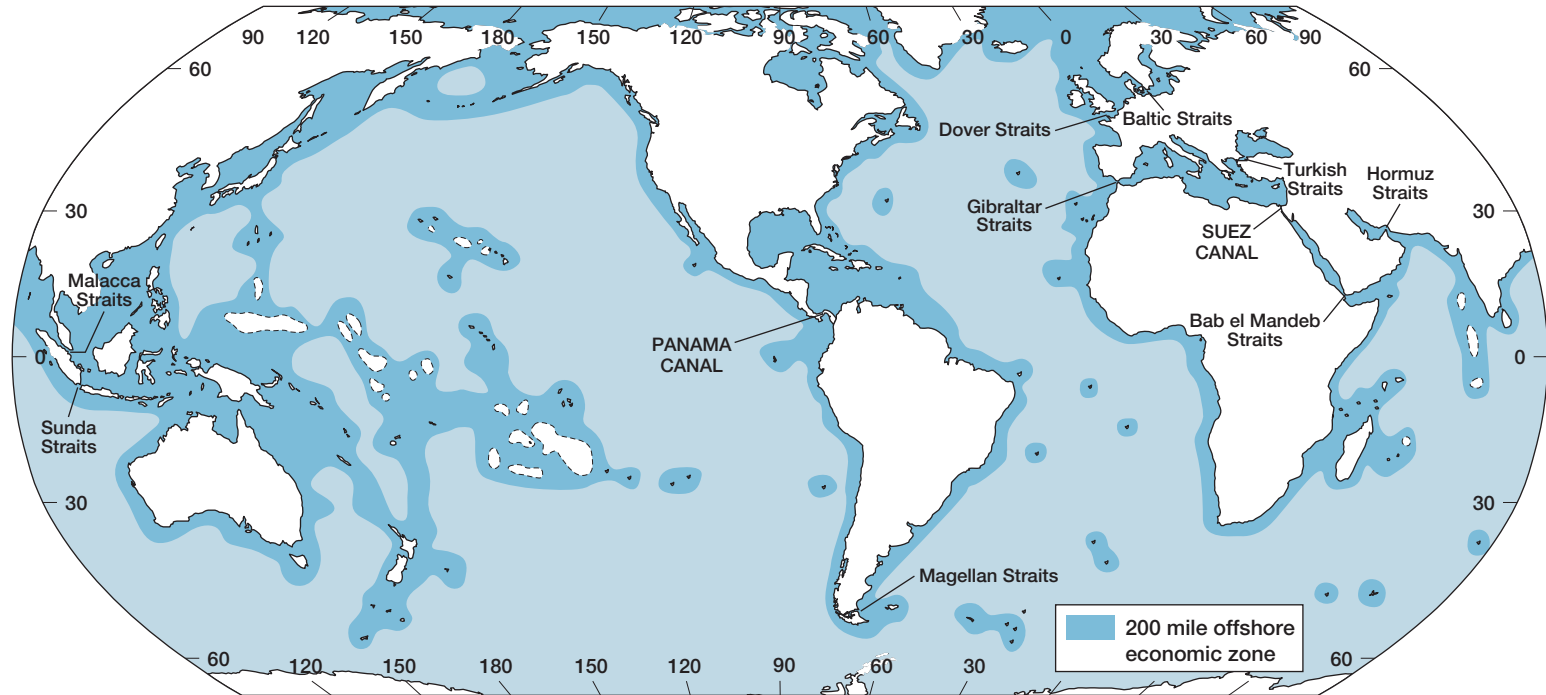 90 120 150 180 150 120 60 30 0 30 60 90
60 60
Dover Straits
Baltic Straits
Turkish
Straits
Hormuz
Straits
30 30
Gibraltar
Straits
SUEZ
CANAL
Malacca
Straits
Bab el Mandeb
Straits
PANAMA
CANAL
0 0
Sunda
Straits
30 30
Magellan Straits
200 mile offshore
economic zone
60 60
120 150 180 150 120 90 60 30